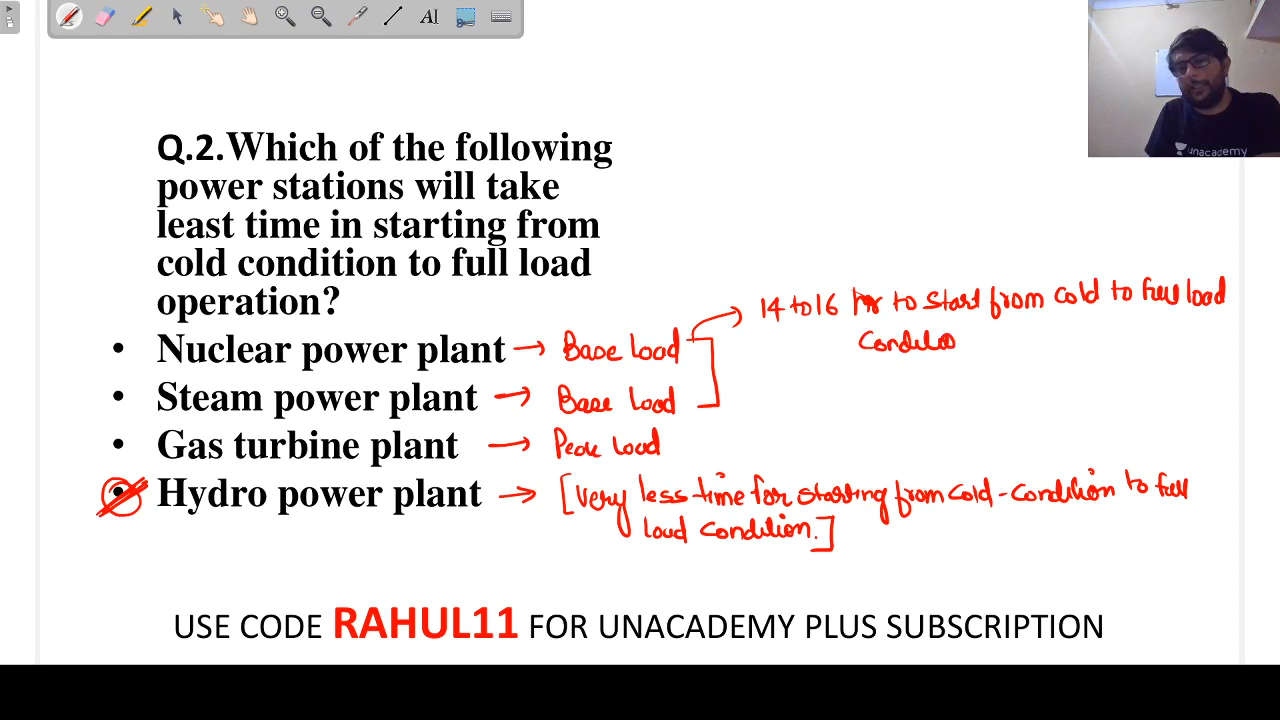 AI
unacademy
Q.2.Which of the following
power stations will take
least time in starting from
cold condition to full load
operation?
14 to 16 hr to start from cold to full load
Condition
• Nuclear power plant → Base load
• Steam power plant → Base load
• Gas turbine plant → Peak load
• Hydro power plant → [Very less time for starting from cold-condition to full
load condition.]
USE CODE RAHUL11 FOR UNACADEMY PLUS SUBSCRIPTION